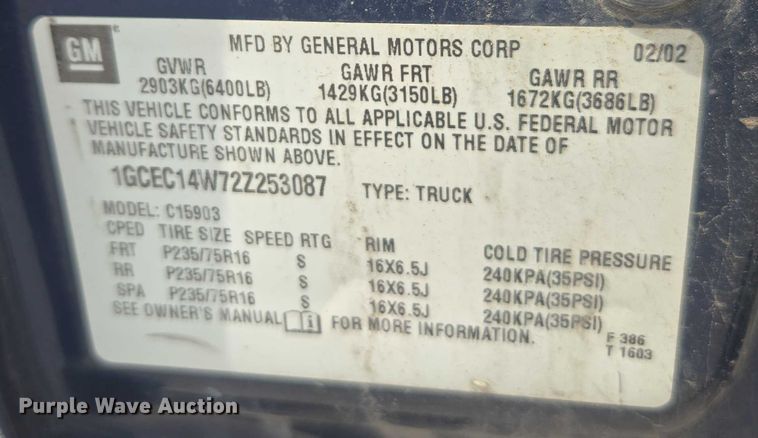 GM
MFD BY GENERAL MOTORS CORP 02/02
GVWR GAWR FRT GAWR RR
2903KG(6400LB) 1429KG(3150LB) 1672KG(3686LB)
THIS VEHICLE CONFORMS TO ALL APPLICABLE U.S. FEDERAL MOTOR
VEHICLE SAFETY STANDARDS IN EFFECT ON THE DATE OF
MANUFACTURE SHOWN ABOVE.
1GCEC14W72Z253087 TYPE: TRUCK
MODEL: C15903
CPED TIRE SIZE SPEED RTG RIM COLD TIRE PRESSURE
FRT P235/75R16 S 16X6.5J 240KPA(35PSI)
RR P235/75R16 S 16X6.5J 240KPA(35PSI)
SPA P235/75R16 S 16X6.5J 240KPA(35PSI)
SEE OWNER'S MANUAL i FOR MORE INFORMATION.
F 386
T 1603
Purple Wave Auction